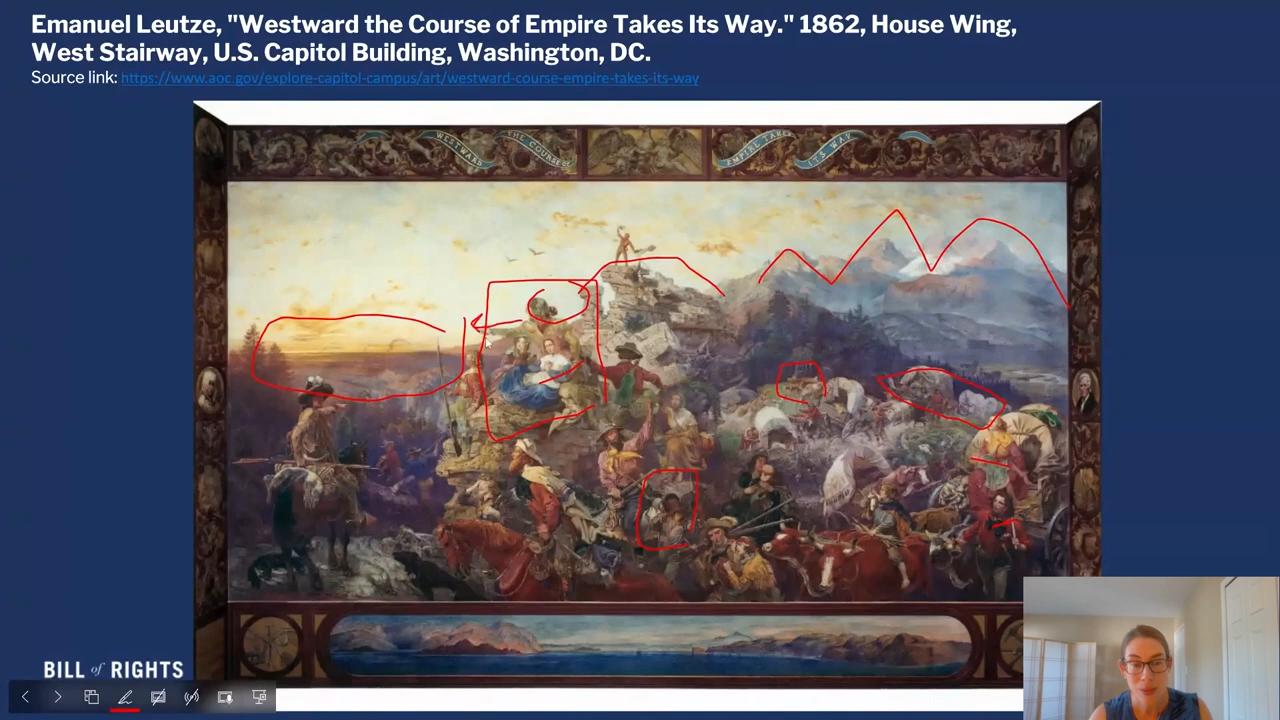 Emanuel Leutze, "Westward the Course of Empire Takes Its Way." 1862, House Wing,
West Stairway, U.S. Capitol Building, Washington, DC.
Source link: https://www.aoc.gov/explore-capitol-campus/art/westward-course-empire-takes-its-way
WESTWARD THE COURSE OF EMPIRE TAKES ITS WAY
BILL of RIGHTS